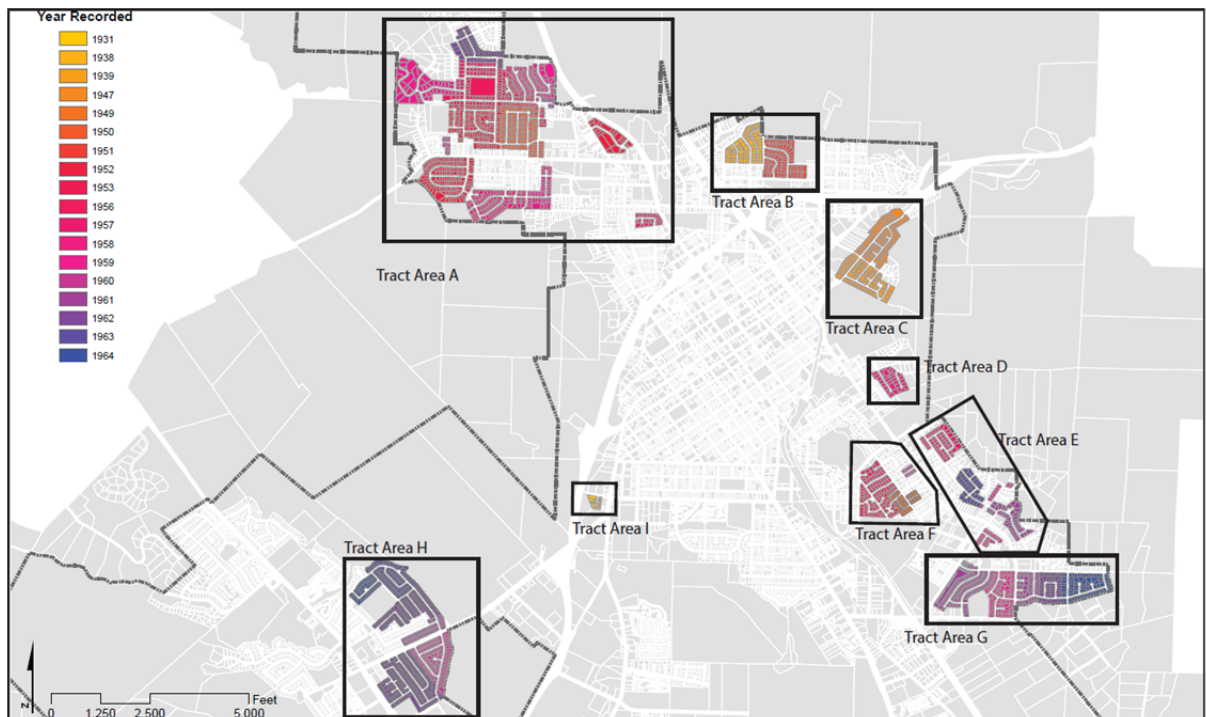 Year Recorded
1931
1938
1939
1947
1949
1950
1951
1952
1953
1956
1957
1958
1959
1960
1961
1962
1963
1964
Tract Area A
Tract Area B
Tract Area C
Tract Area D
Tract Area E
Tract Area F
Tract Area I
Tract Area H
Tract Area G
Z
Feet
0 1,250 2,500 5,000